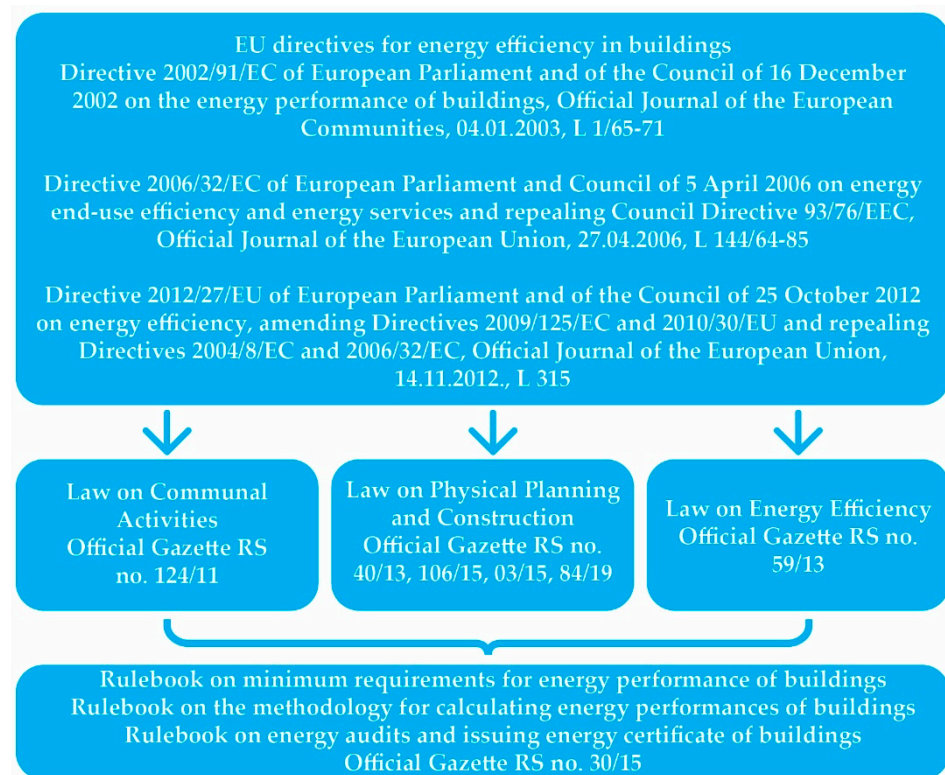 EU directives for energy efficiency in buildings
Directive 2002/91/EC of European Parliament and of the Council of 16 December
2002 on the energy performance of buildings, Official Journal of the European
Communities, 04.01.2003, L 1/65-71
Directive 2006/32/EC of European Parliament and Council of 5 April 2006 on energy
end-use efficiency and energy services and repealing Council Directive 93/76/EEC,
Official Journal of the European Union, 27.04.2006, L 144/64-85
Directive 2012/27/EU of European Parliament and of the Council of 25 October 2012
on energy efficiency, amending Directives 2009/125/EC and 2010/30/EU and repealing
Directives 2004/8/EC and 2006/32/EC, Official Journal of the European Union,
14.11.2012., L 315
Law on Communal
Activities
Official Gazette RS
no. 124/11
Law on Physical Planning
and Construction
Official Gazette RS no.
40/13, 106/15, 03/15, 84/19
Law on Energy Efficiency
Official Gazette RS no.
59/13
Rulebook on minimum requirements for energy performance of buildings
Rulebook on the methodology for calculating energy performances of buildings
Rulebook on energy audits and issuing energy certificate of buildings
Official Gazette RS no. 30/15